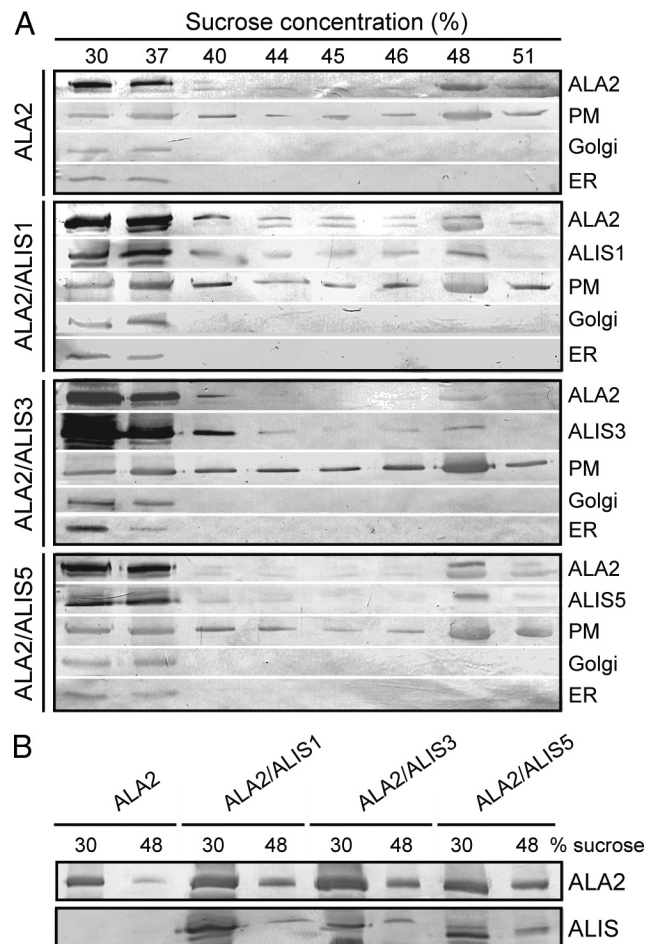 A
Sucrose concentration (%)
30 37 40 44 45 46 48 51
ALA2
ALA2
PM
Golgi
ER
ALA2/ALIS1
ALA2
ALIS1
PM
Golgi
ER
ALA2/ALIS3
ALA2
ALIS3
PM
Golgi
ER
ALA2/ALIS5
ALA2
ALIS5
PM
Golgi
ER
B
ALA2 ALA2/ALIS1 ALA2/ALIS3 ALA2/ALIS5
30 48 30 48 30 48 30 48 % sucrose
ALA2
ALIS